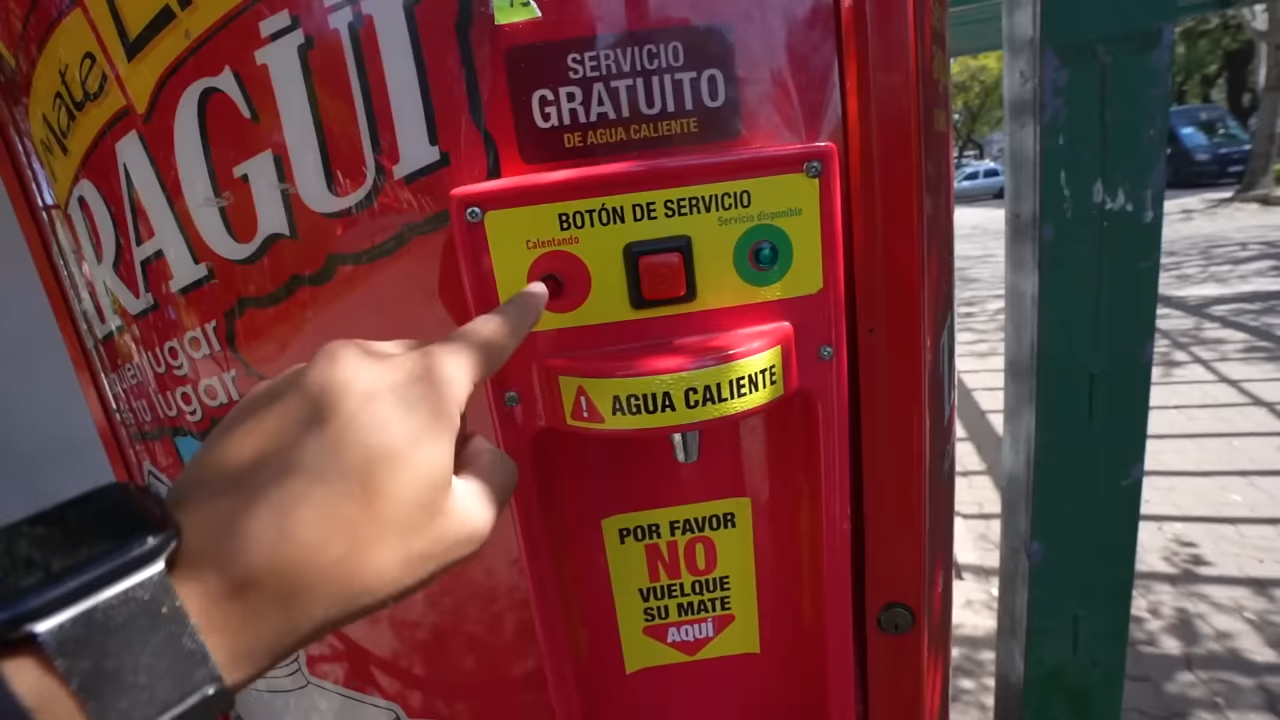 Mate
RAGÜI
lugar
tu lugar
SERVICIO
GRATUITO
DE AGUA CALIENTE
BOTÓN DE SERVICIO
Calentando
Servicio disponible
AGUA CALIENTE
POR FAVOR
NO
VUELQUE
SU MATE
AQUÍ